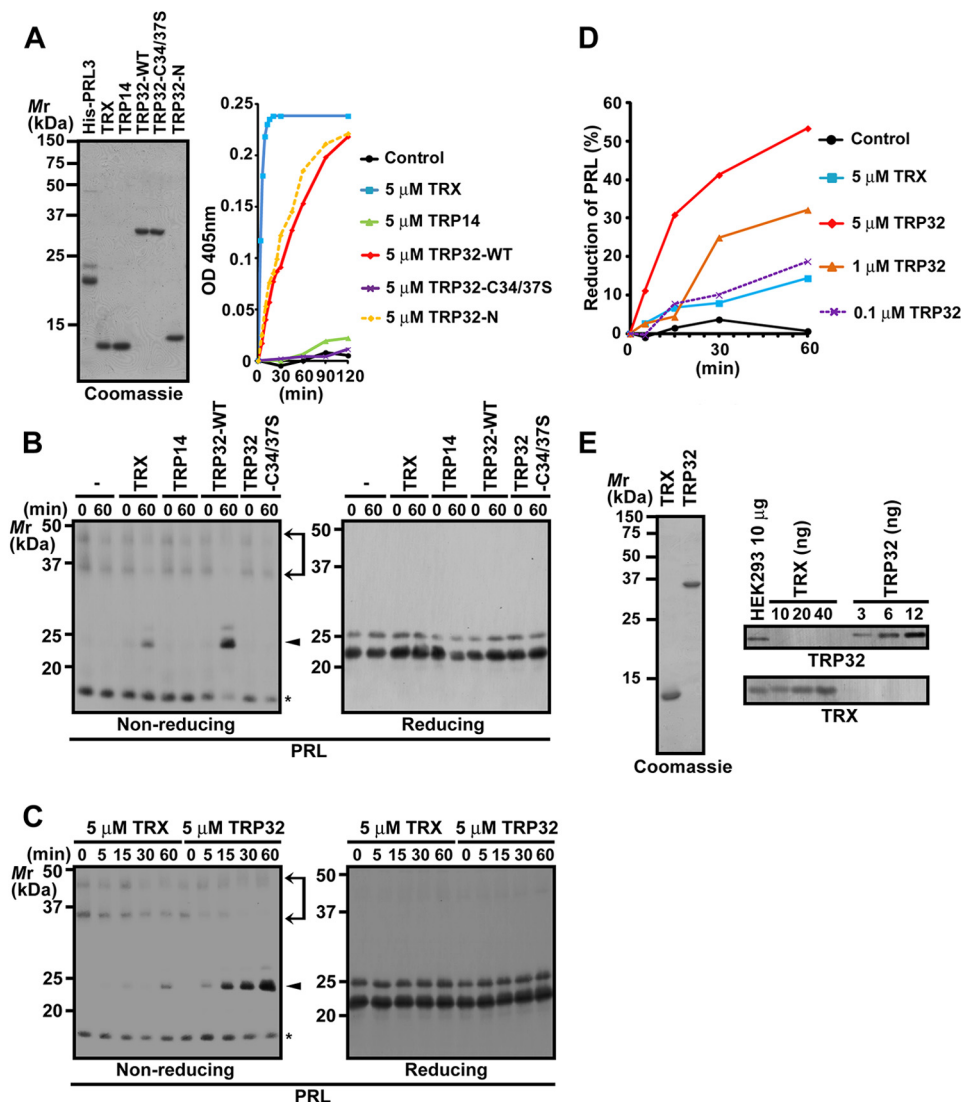 A
Mr
(kDa)
His-PRL3
TRX
TRP14
TRP32-WT
TRP32-C34/37S
TRP32-N
150
75
50
37
25
15
Coomassie
OD 405nm
0.25
0.2
0.15
0.1
0.05
0
0 30 60 90 120
(min)
Control
5 μM TRX
5 μM TRP14
5 μM TRP32-WT
5 μM TRP32-C34/37S
5 μM TRP32-N
D
Reduction of PRL (%)
60
50
40
30
20
10
0
0 30 60
(min)
Control
5 μM TRX
5 μM TRP32
1 μM TRP32
0.1 μM TRP32
B
- TRX TRP14 TRP32-WT TRP32-C34/37S
(min) 0 60 0 60 0 60 0 60 0 60
Mr
(kDa)
50
37
25
20
*
Non-reducing
- TRX TRP14 TRP32-WT TRP32-C34/37S
0 60 0 60 0 60 0 60 0 60
50
37
25
20
Reducing
PRL
E
Mr
(kDa)
TRX
TRP32
150
75
50
37
25
15
Coomassie
HEK293 10 μg
TRX (ng)
10 20 40
TRP32 (ng)
3 6 12
TRP32
TRX
C
5 μM TRX 5 μM TRP32
(min) 0 5 15 30 60 0 5 15 30 60
Mr
(kDa)
50
37
25
20
*
Non-reducing
5 μM TRX 5 μM TRP32
0 5 15 30 60 0 5 15 30 60
50
37
25
20
Reducing
PRL